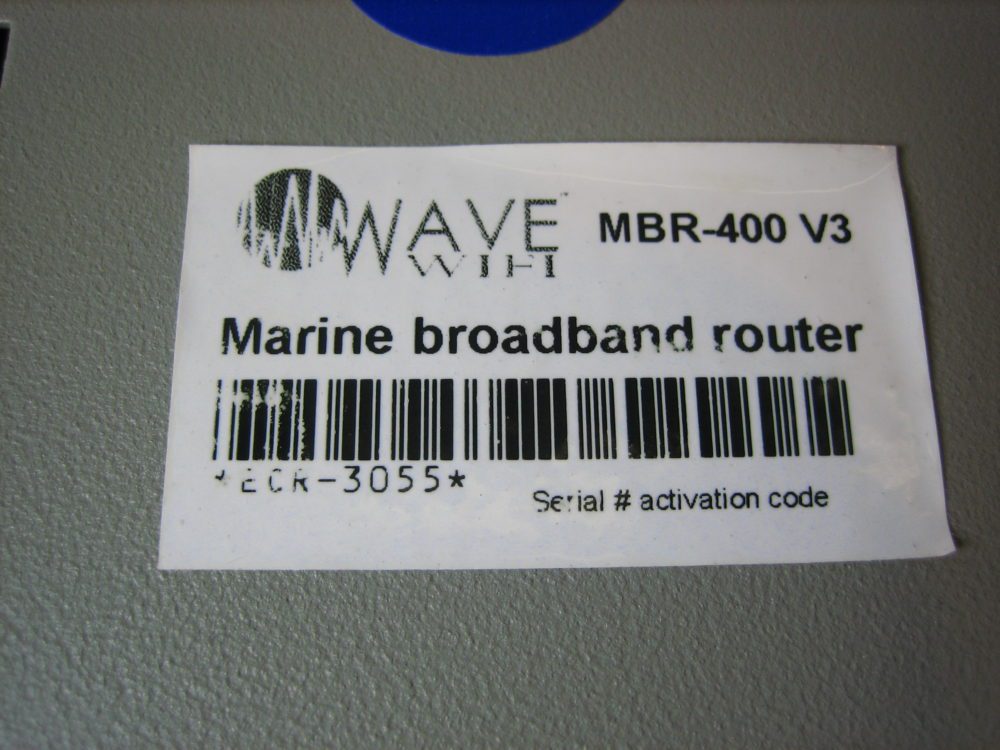 WAVE MBR-400 V3
WIFI
Marine broadband router
*ECR-3055*
Serial # activation code